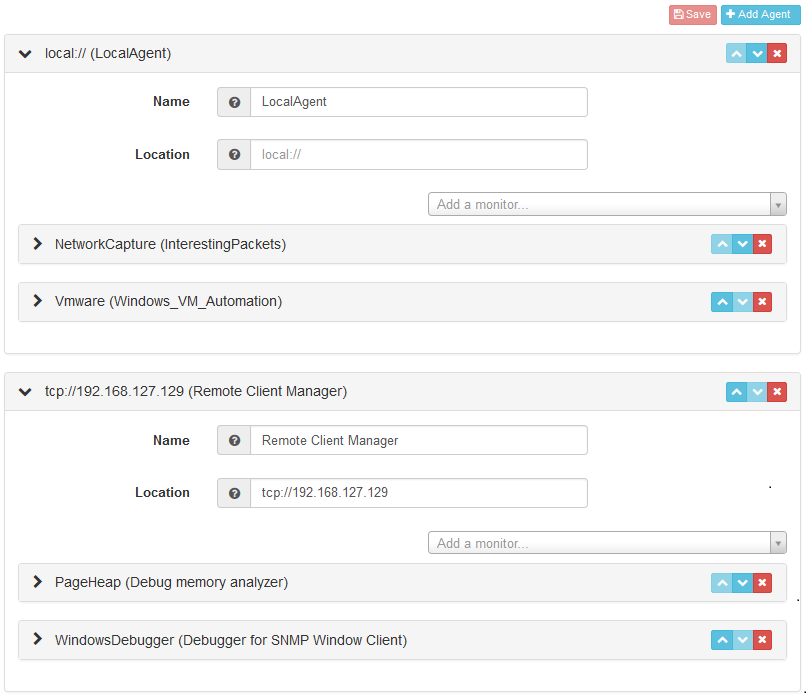 Save Add Agent
local:// (LocalAgent)
Name LocalAgent
Location local://
Add a monitor...
NetworkCapture (InterestingPackets)
Vmware (Windows_VM_Automation)
tcp://192.168.127.129 (Remote Client Manager)
Name Remote Client Manager
Location tcp://192.168.127.129
Add a monitor...
PageHeap (Debug memory analyzer)
WindowsDebugger (Debugger for SNMP Window Client)